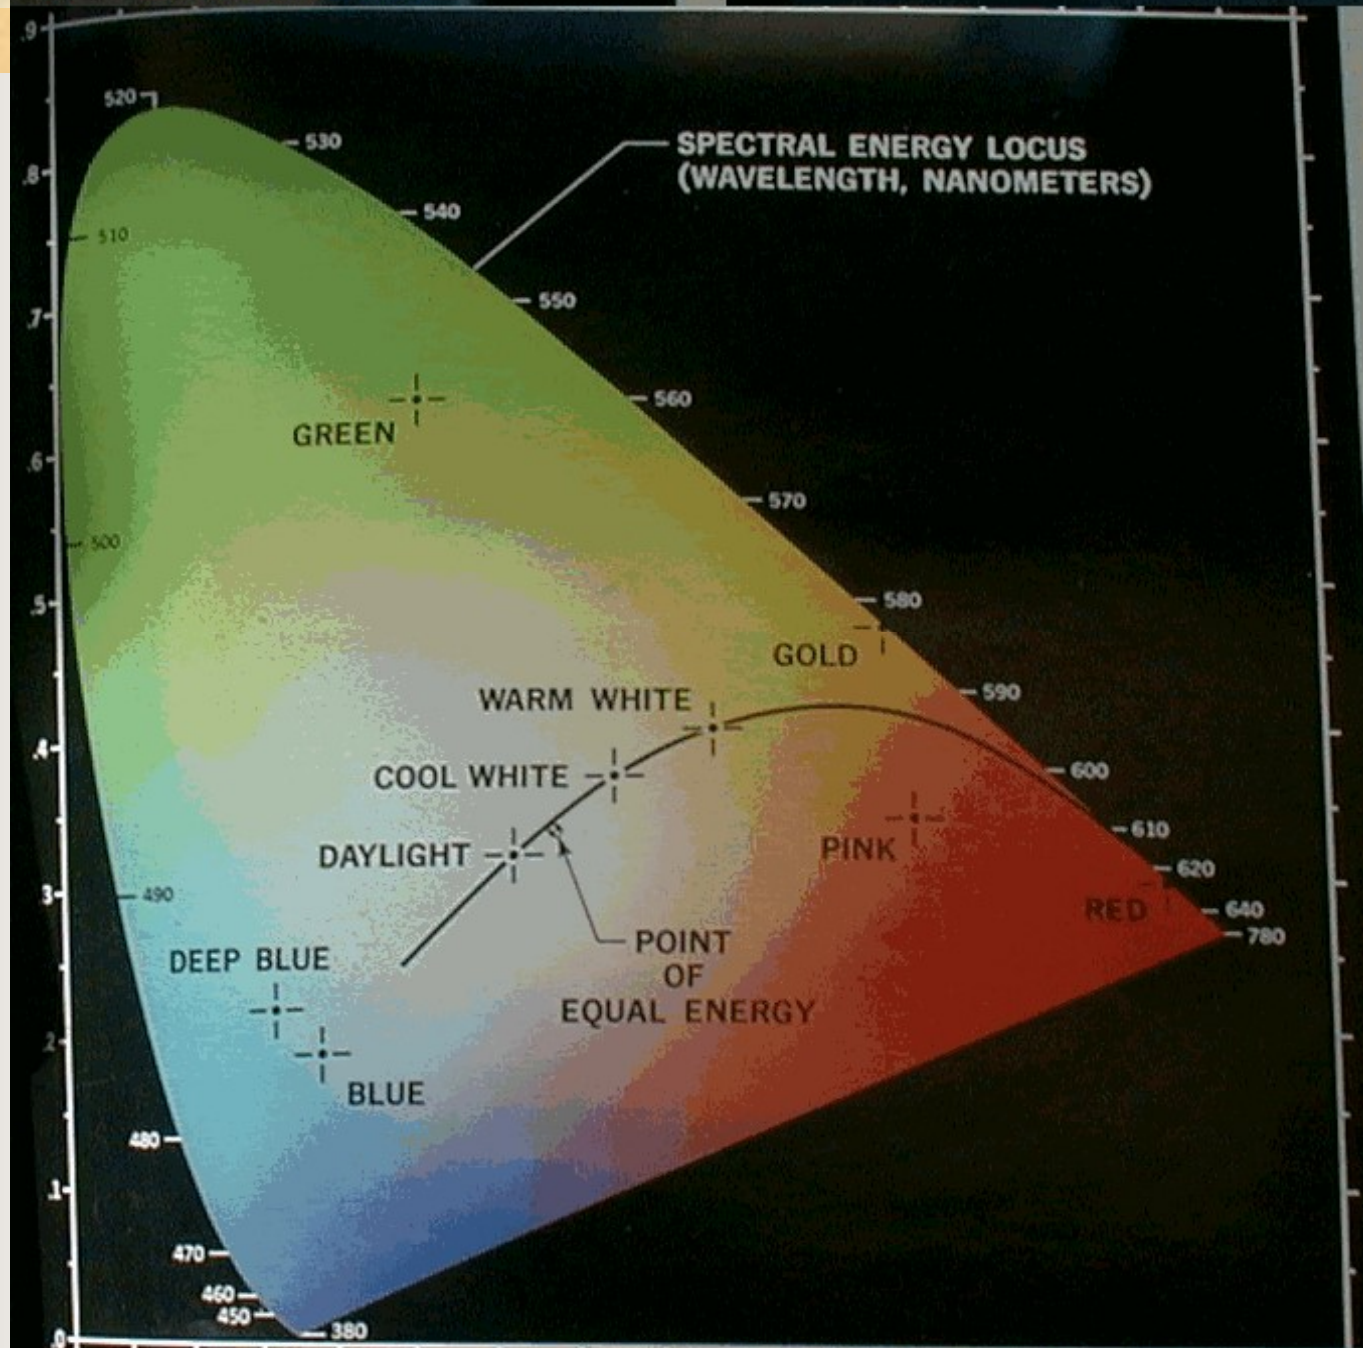 .9
520
530
SPECTRAL ENERGY LOCUS
(WAVELENGTH, NANOMETERS)
.8
540
510
550
.7
560
GREEN
.6
570
500
.5
580
GOLD
590
WARM WHITE
.4
COOL WHITE
600
610
DAYLIGHT
PINK
620
.3
490
RED
640
780
DEEP BLUE
POINT
OF
EQUAL ENERGY
.2
BLUE
480
.1
470
460
450
380
0